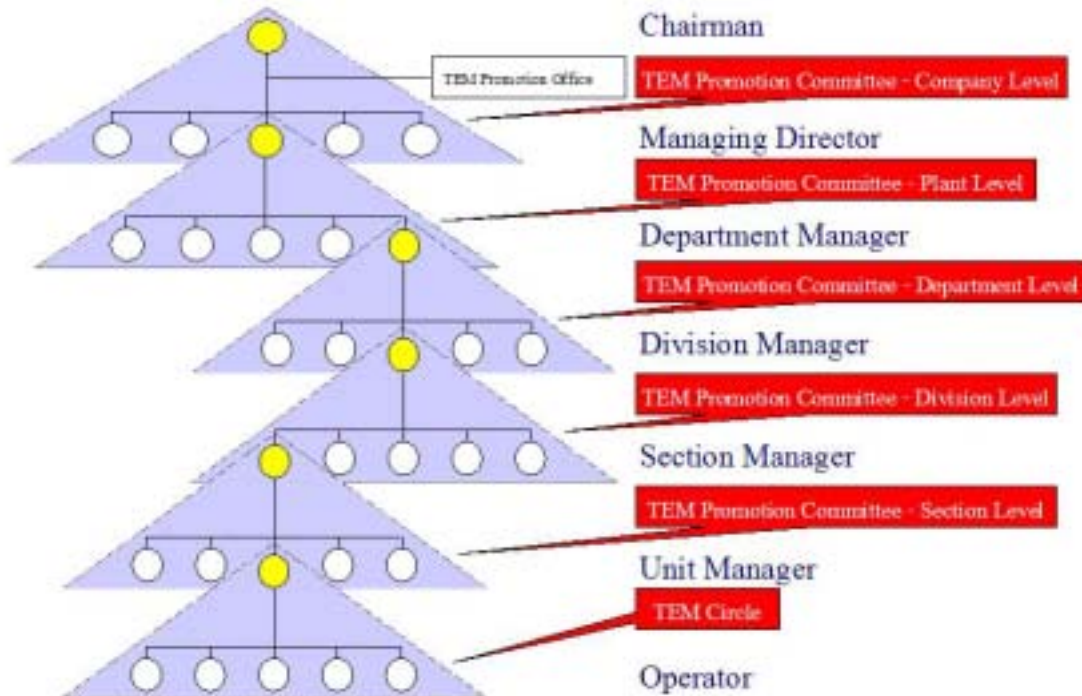 Chairman
TEM Promotion Office
TEM Promotion Committee - Company Level
Managing Director
TEM Promotion Committee - Plant Level
Department Manager
TEM Promotion Committee - Department Level
Division Manager
TEM Promotion Committee - Division Level
Section Manager
TEM Promotion Committee - Section Level
Unit Manager
TEM Circle
Operator